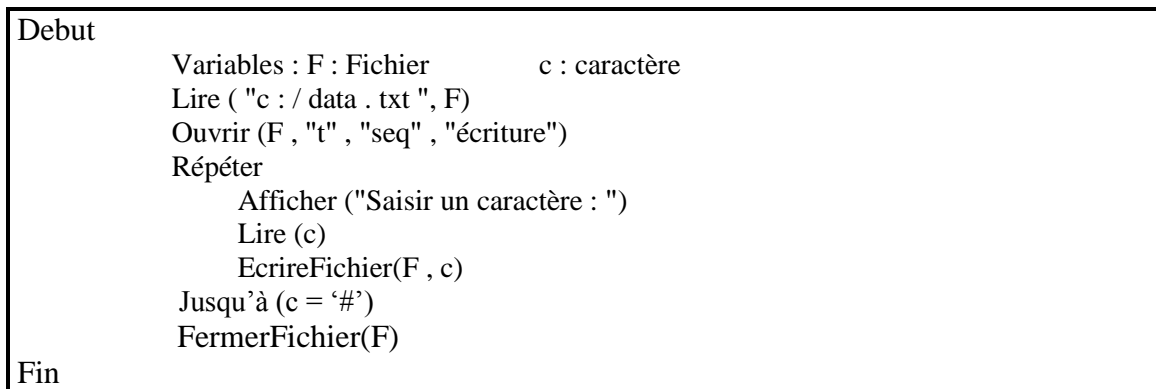 Debut
Variables : F : Fichier c : caractère
Lire ( "c : / data . txt ", F)
Ouvrir (F , "t" , "seq" , "écriture")
Répéter
Afficher ("Saisir un caractère : ")
Lire (c)
EcrireFichier(F , c)
Jusqu’à (c = ‘#’)
FermerFichier(F)
Fin